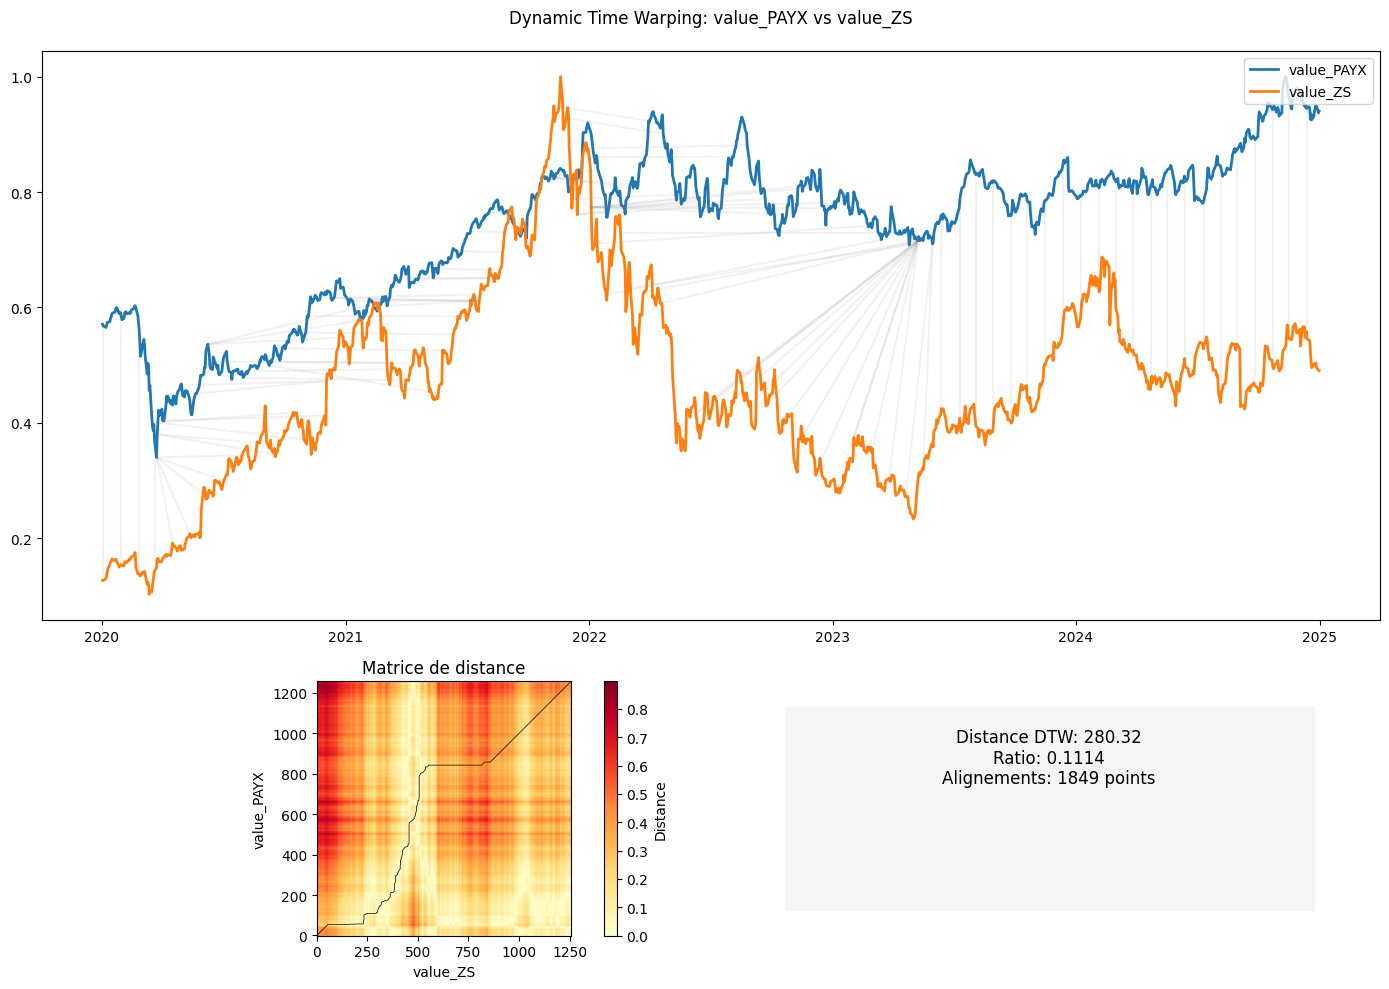 Dynamic Time Warping: value_PAYX vs value_ZS
value_PAYX
value_ZS
1.0
0.8
0.6
0.4
0.2
2020 2021 2022 2023 2024 2025
Matrice de distance
value_PAYX
1200
1000
800
600
400
200
0
0 250 500 750 1000 1250
value_ZS
0.8
0.7
0.6
0.5
0.4
0.3
0.2
0.1
0.0
Distance
Distance DTW: 280.32
Ratio: 0.1114
Alignements: 1849 points